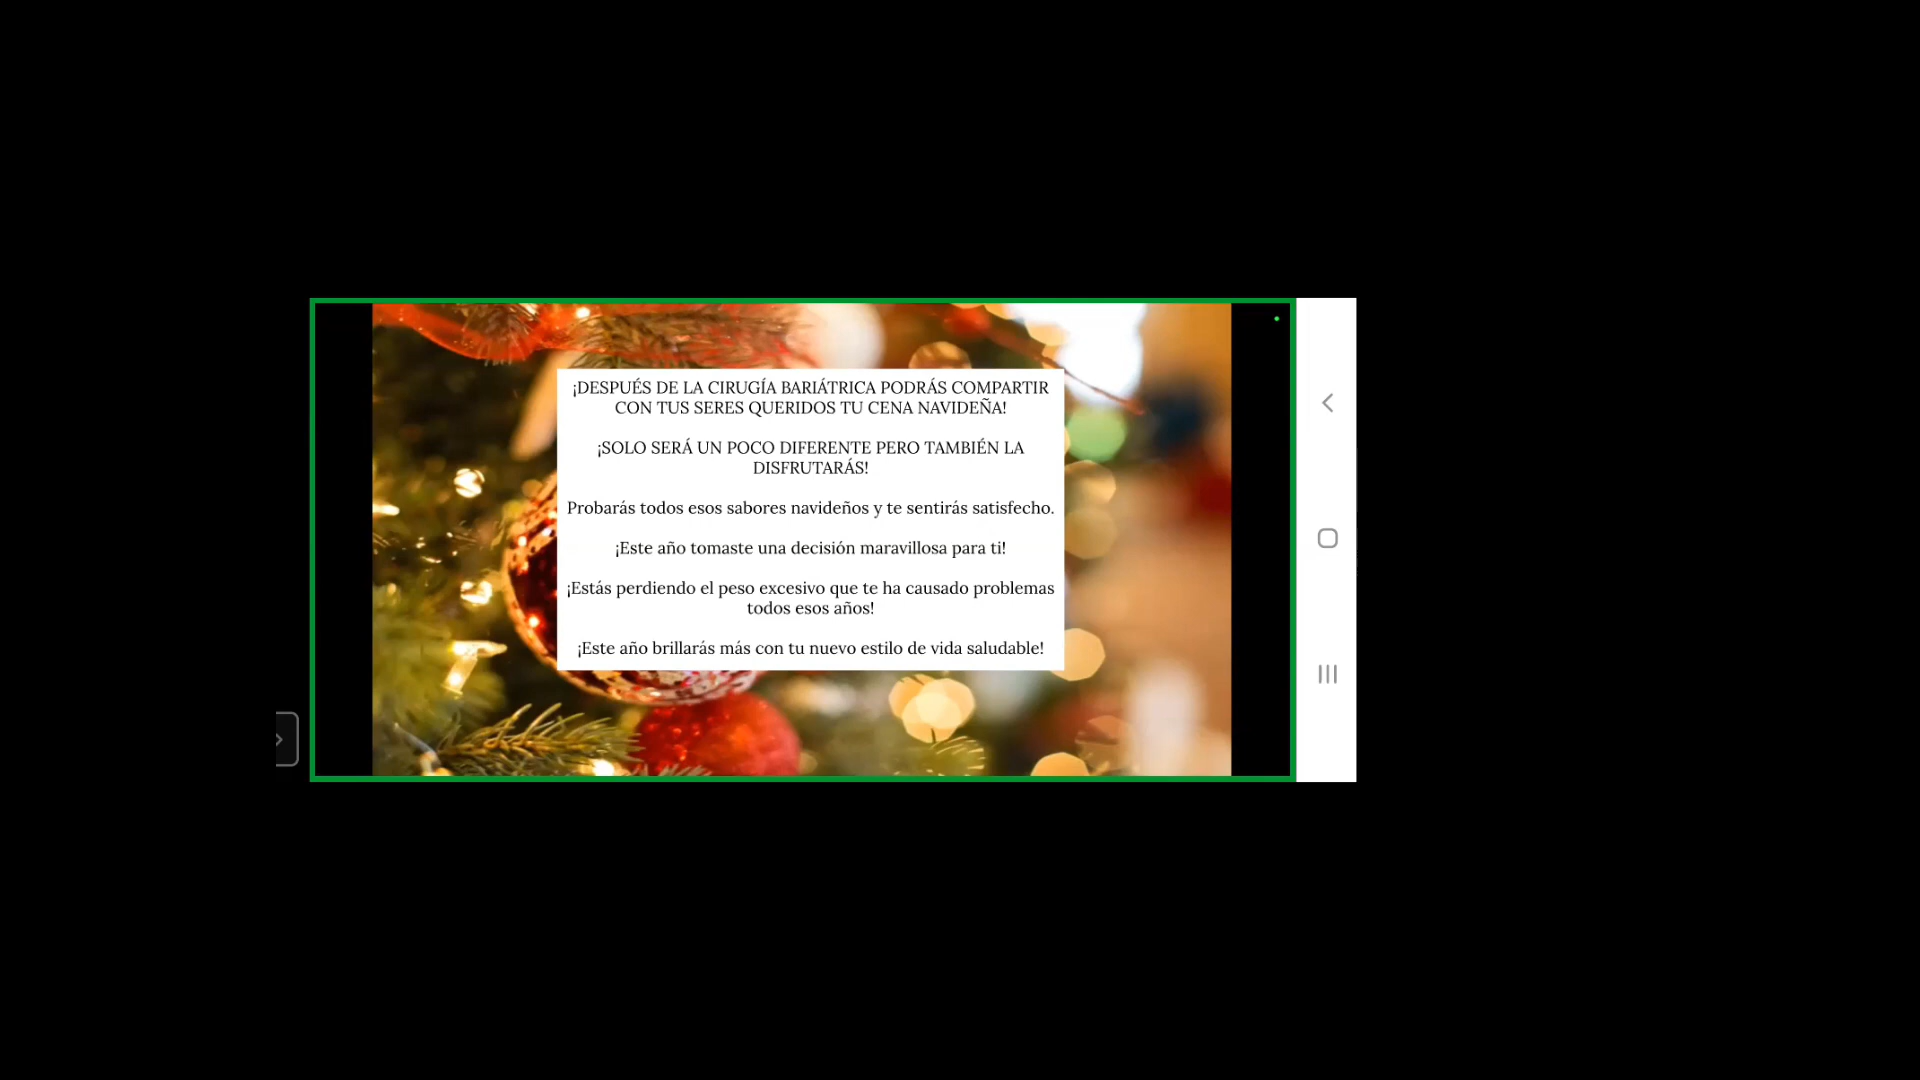 ¡DESPUÉS DE LA CIRUGÍA BARIÁTRICA PODRÁS COMPARTIR
CON TUS SERES QUERIDOS TU CENA NAVIDEÑA!
¡SOLO SERÁ UN POCO DIFERENTE PERO TAMBIÉN LA
DISFRUTARÁS!
Probarás todos esos sabores navideños y te sentirás satisfecho.
¡Este año tomaste una decisión maravillosa para ti!
¡Estás perdiendo el peso excesivo que te ha causado problemas
todos esos años!
¡Este año brillarás más con tu nuevo estilo de vida saludable!